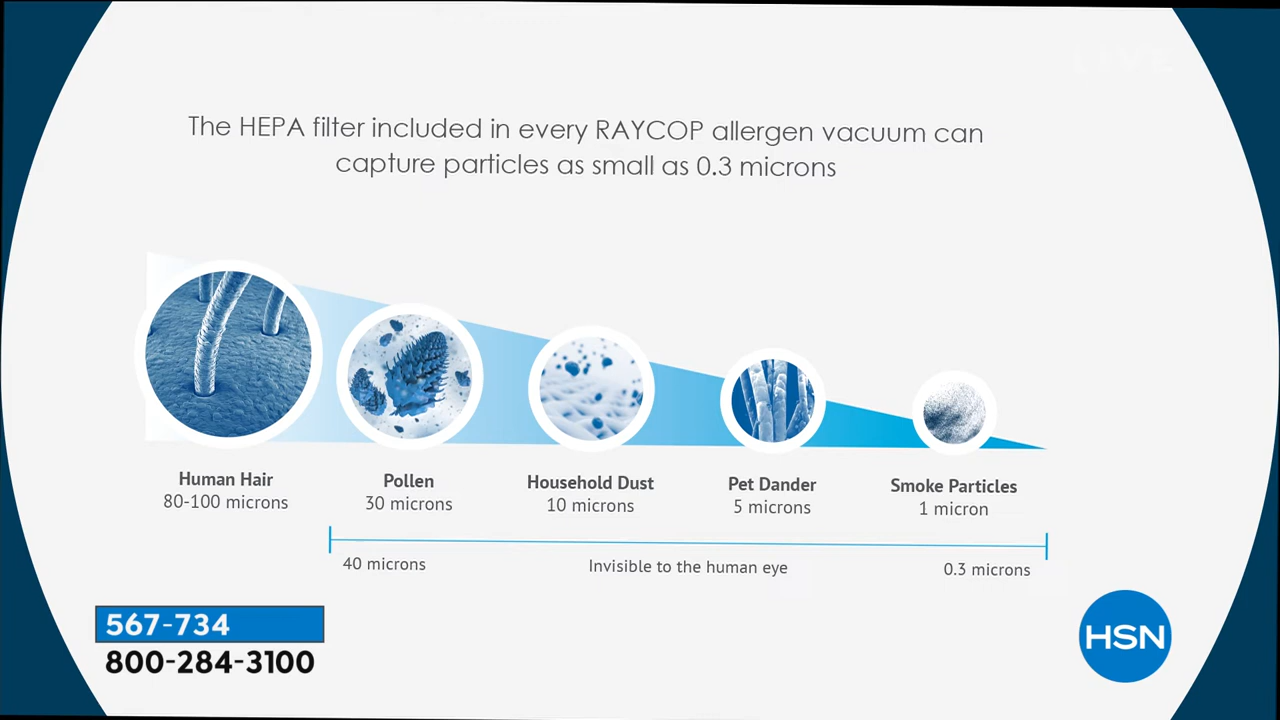 The HEPA filter included in every RAYCOP allergen vacuum can
capture particles as small as 0.3 microns
Human Hair
80-100 microns
Pollen
30 microns
Household Dust
10 microns
Pet Dander
5 microns
Smoke Particles
1 micron
40 microns
Invisible to the human eye
0.3 microns
567-734
800-284-3100
HSN